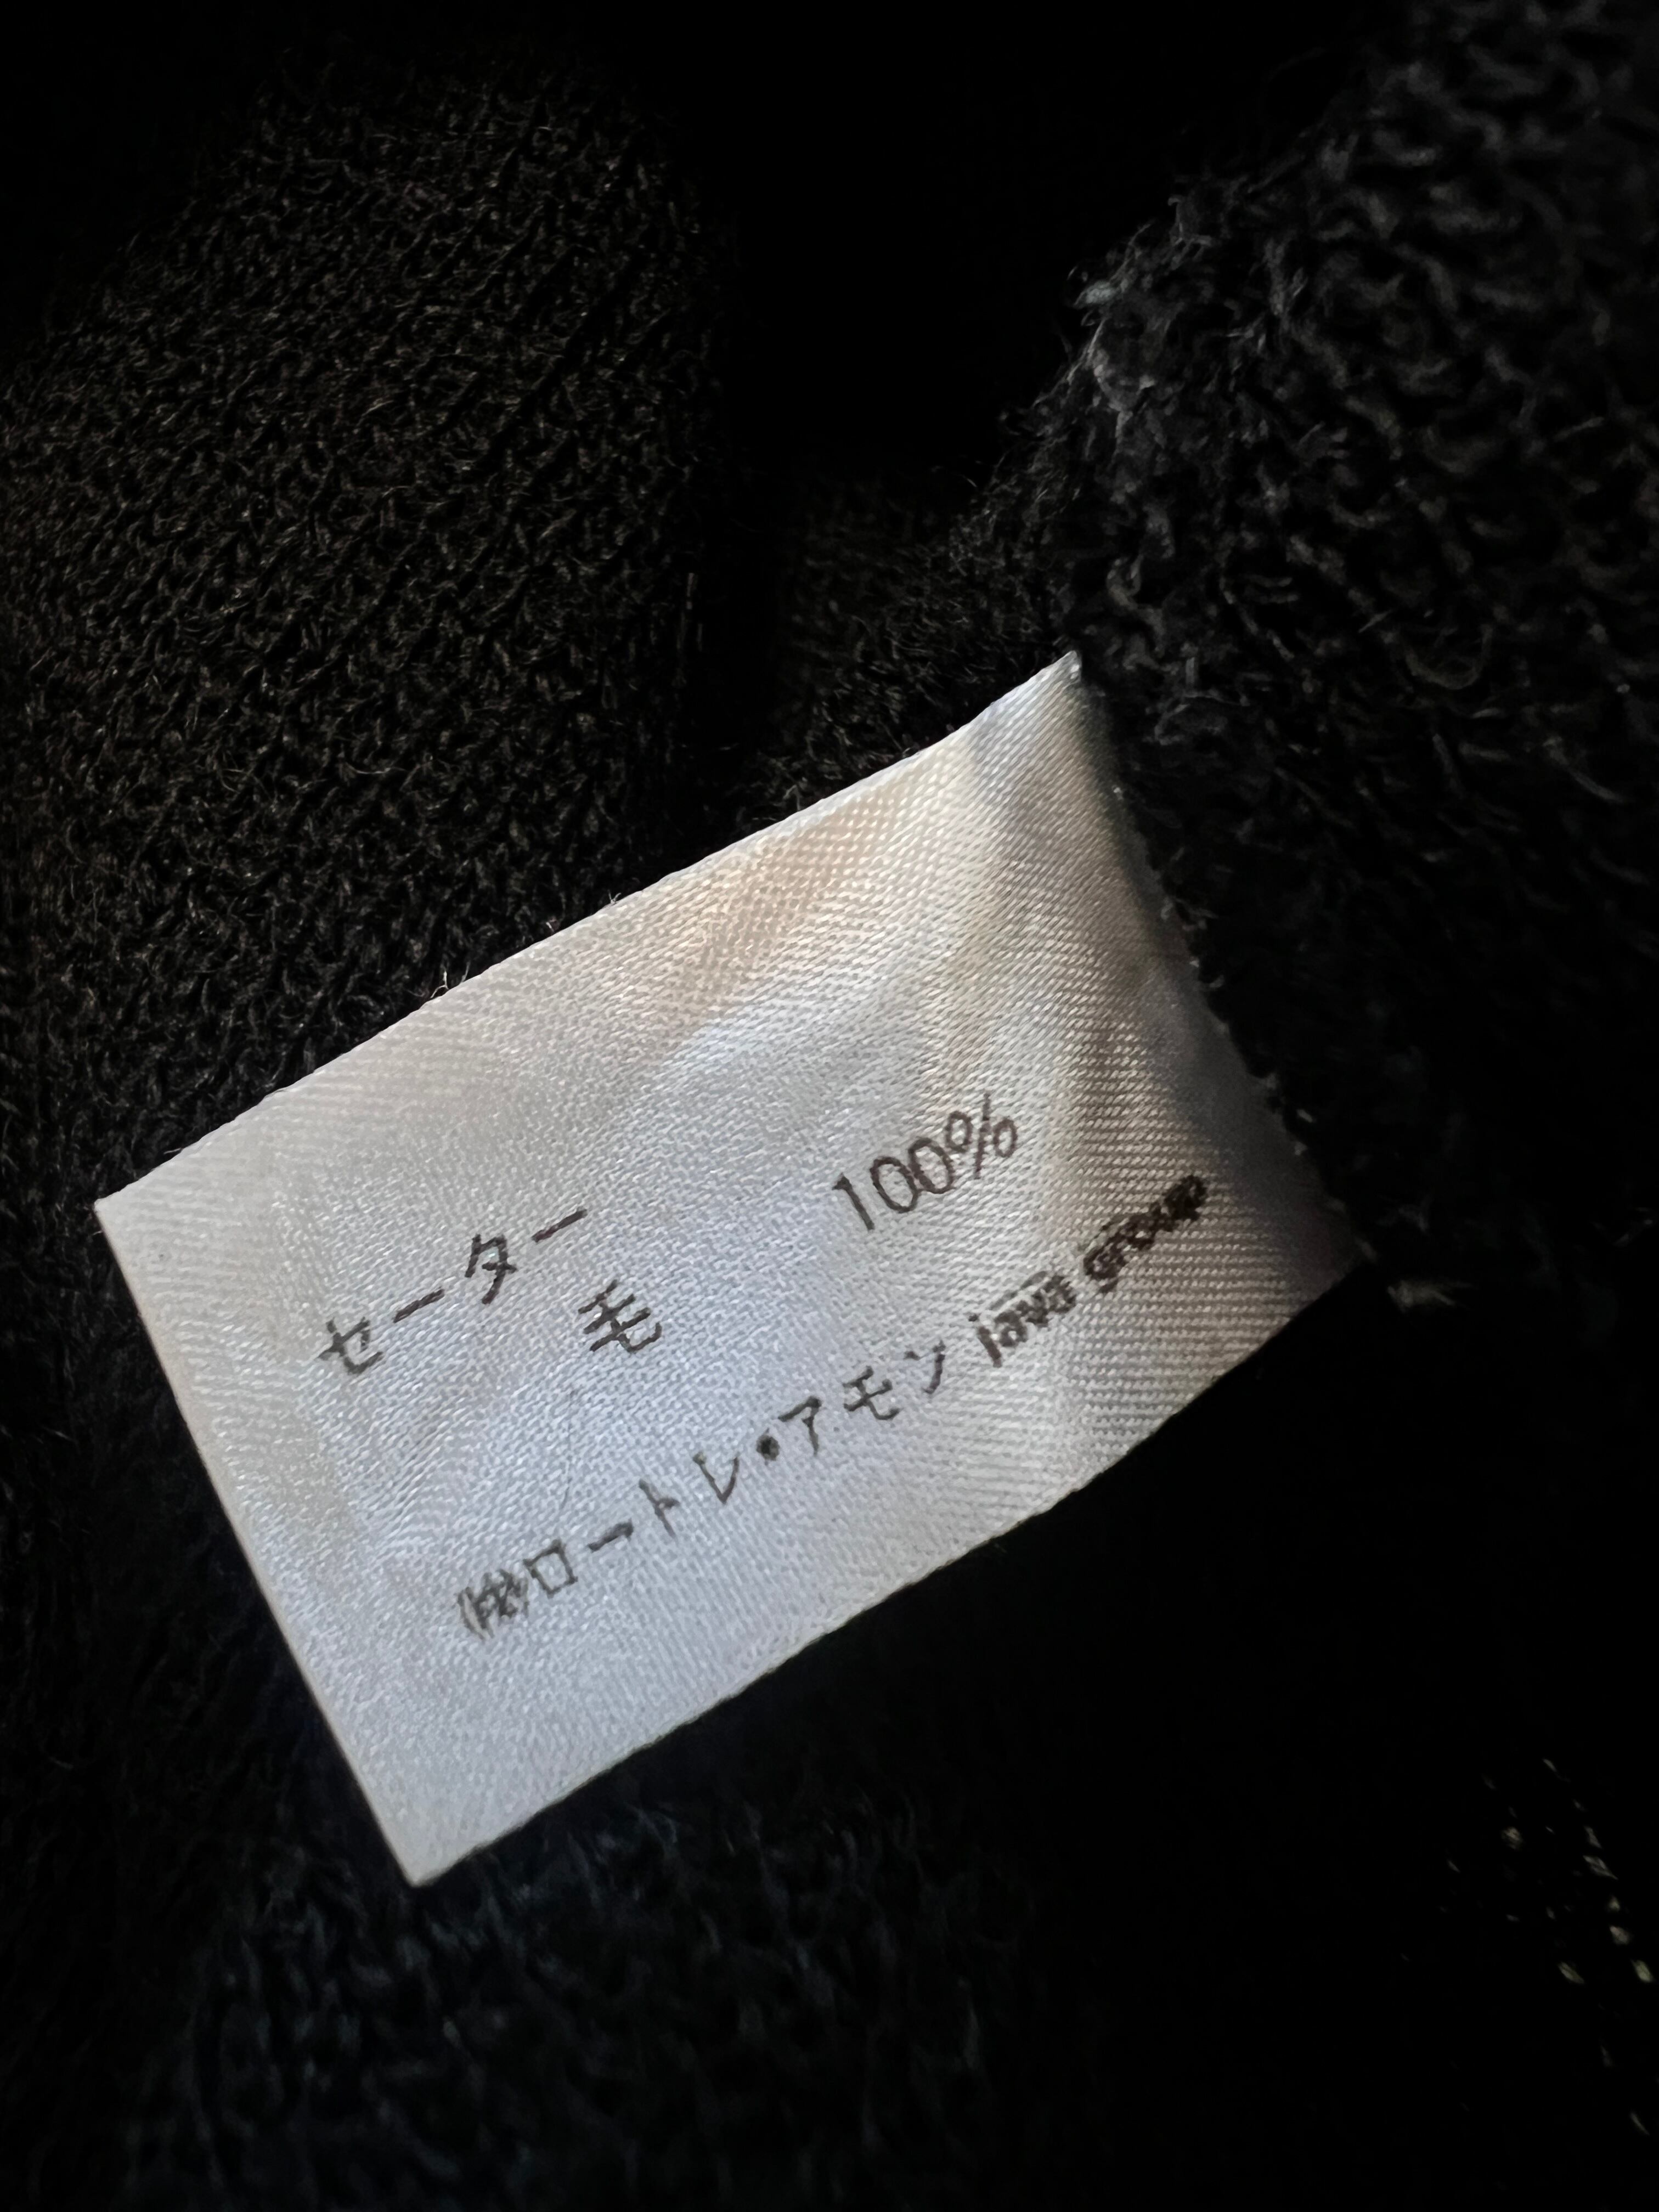 セーター
毛 100%
㈱ロートレ・アモン java group